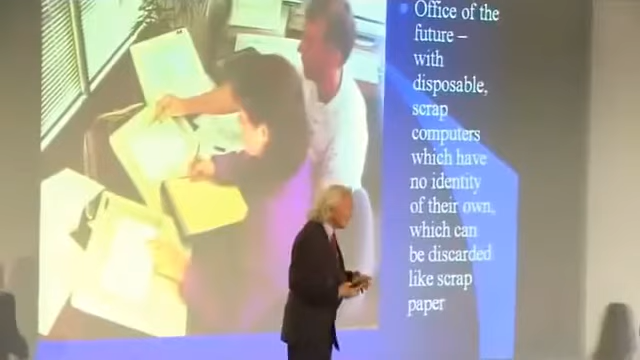 Office of the
future –
with
disposable,
scrap
computers
which have
no identity
of their own,
which can
be discarded
like scrap
paper